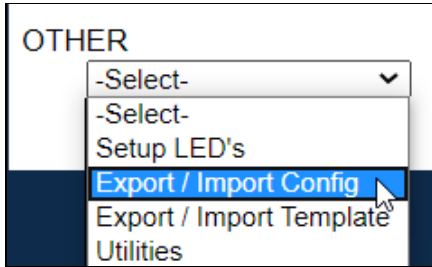 OTHER
-Select-
-Select-
Setup LED's
Export / Import Config
Export / Import Template
Utilities